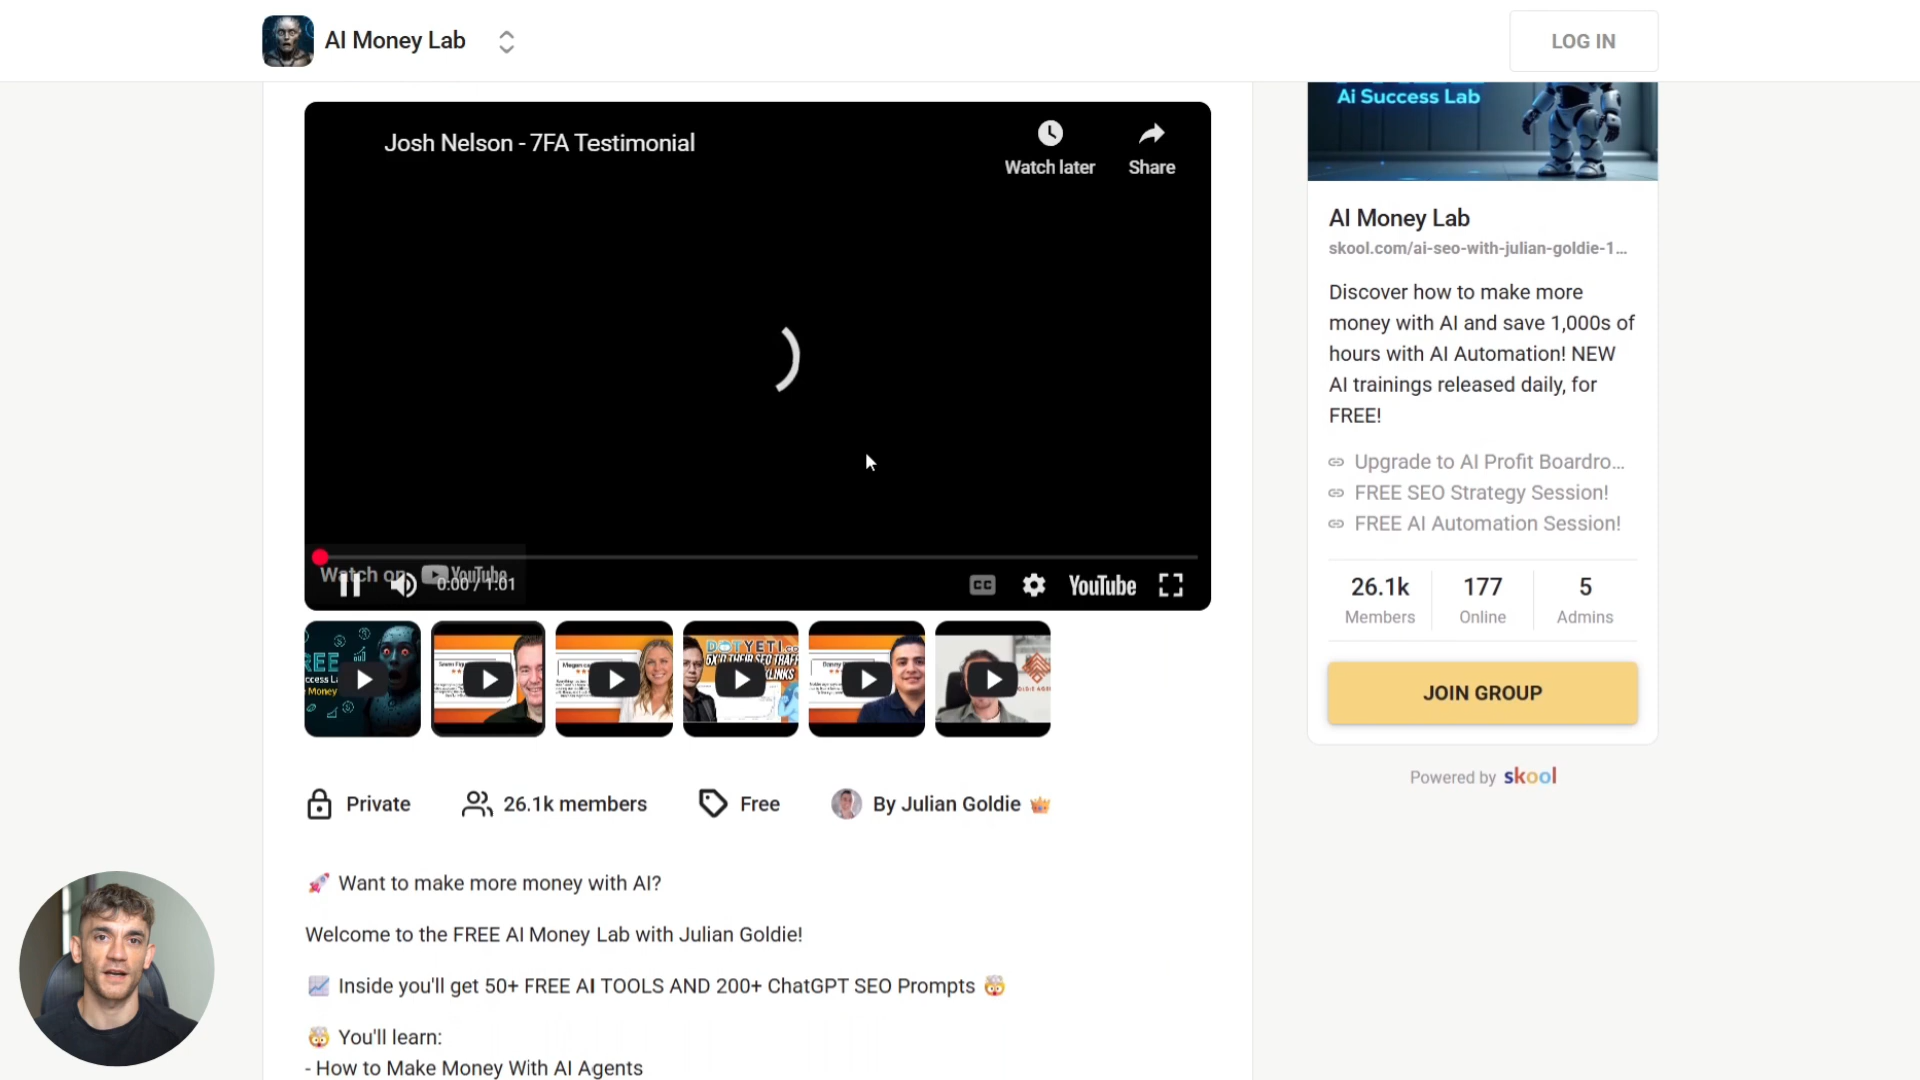 AI Money Lab
LOG IN
Josh Nelson - 7FA Testimonial
Watch later
Share
Watch on YouTube
0:00 / 1:01
CC
YouTube
DOTYETI.co
Private
26.1k members
Free
By Julian Goldie
Want to make more money with AI?
Welcome to the FREE AI Money Lab with Julian Goldie!
Inside you'll get 50+ FREE AI TOOLS AND 200+ ChatGPT SEO Prompts
You'll learn:
- How to Make Money With AI Agents
Ai Success Lab
AI Money Lab
skool.com/ai-seo-with-julian-goldie-1...
Discover how to make more
money with AI and save 1,000s of
hours with AI Automation! NEW
AI trainings released daily, for
FREE!
Upgrade to AI Profit Boardro...
FREE SEO Strategy Session!
FREE AI Automation Session!
26.1k
Members
177
Online
5
Admins
JOIN GROUP
Powered by skool